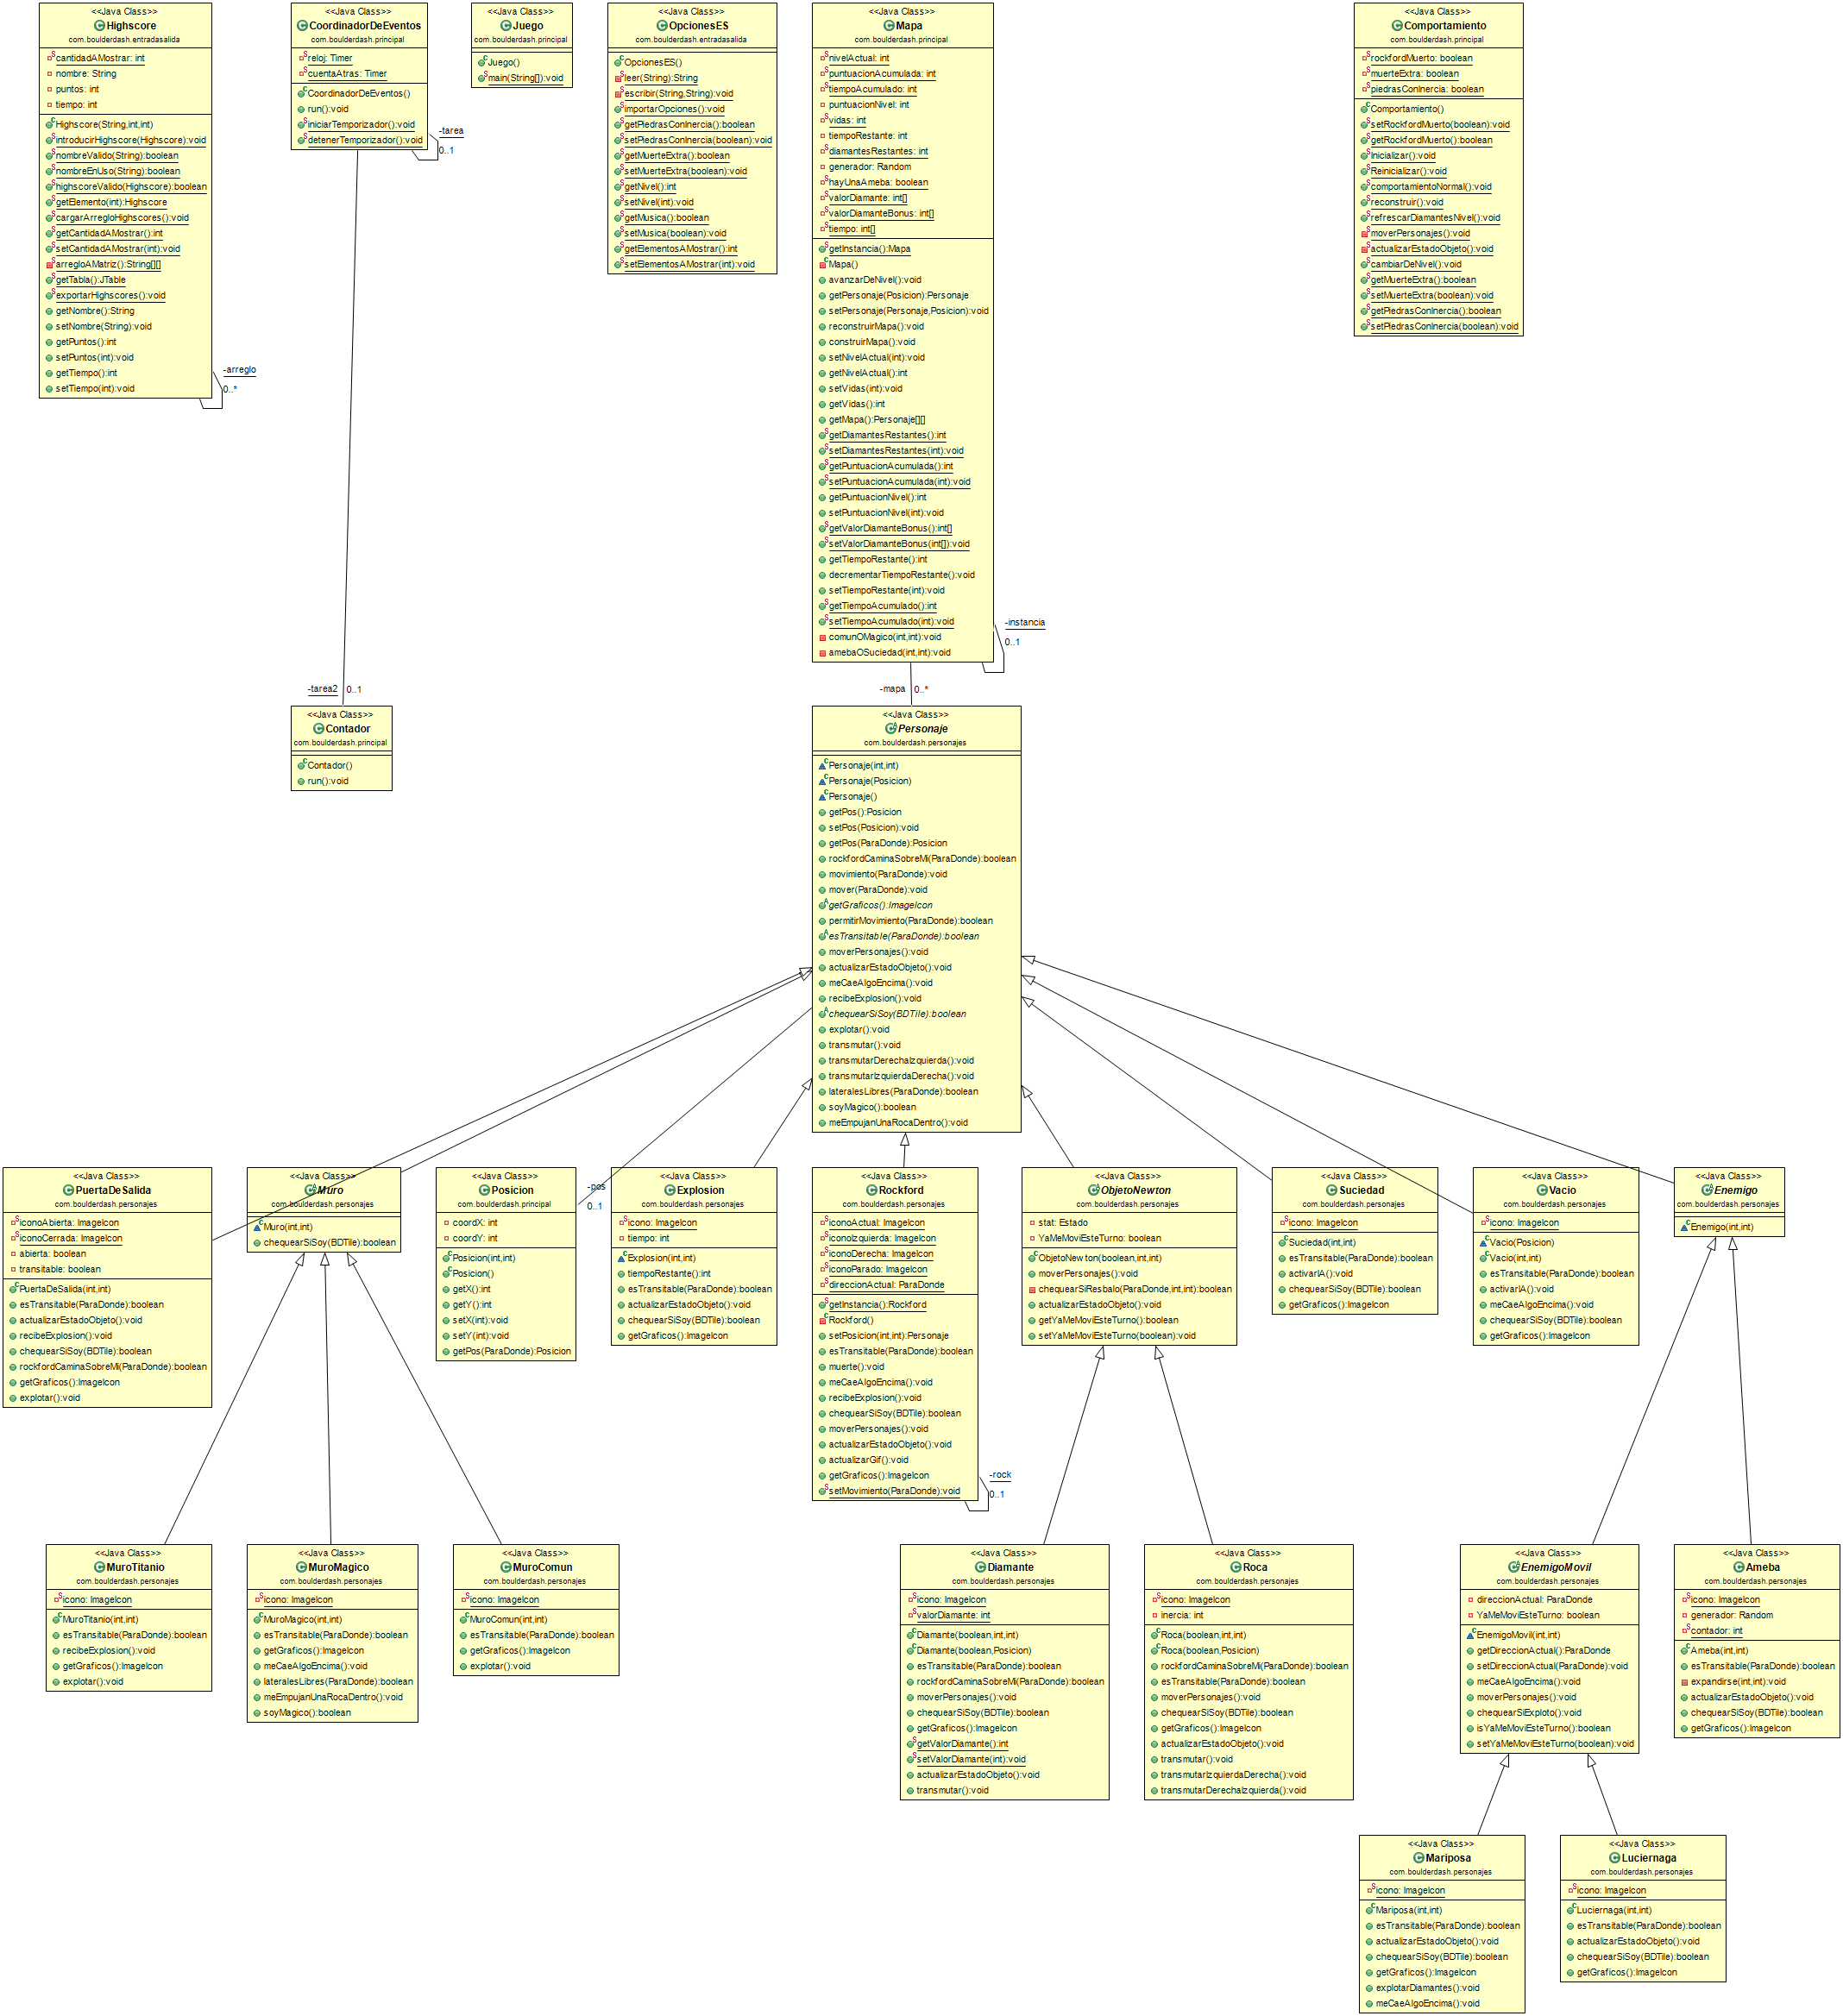 <<Java Class>>
Highscore
com.boulderdash.entradasalida
cantidadAMostrar: int
nombre: String
puntos: int
tiempo: int
Highscore(String,int,int)
introducirHighscore(Highscore):void
nombreValido(String):boolean
nombreEnUso(String):boolean
highscoreValido(Highscore):boolean
getElemento(int):Highscore
cargarArregloHighscores():void
getCantidadAMostrar():int
setCantidadAMostrar(int):void
arregloAMatriz():String[][]
getTabla():JTable
exportarHighscores():void
getNombre():String
setNombre(String):void
getPuntos():int
setPuntos(int):void
getTiempo():int
setTiempo(int):void
-arreglo
0..*
<<Java Class>>
CoordinadorDeEventos
com.boulderdash.principal
reloj: Timer
cuentaAtras: Timer
CoordinadorDeEventos()
run():void
iniciarTemporizador():void
detenerTemporizador():void
-tarea
0..1
<<Java Class>>
Juego
com.boulderdash.principal
Juego()
main(String[]):void
<<Java Class>>
OpcionesES
com.boulderdash.entradasalida
OpcionesES()
leer(String):String
escribir(String,String):void
importarOpciones():void
getPiedrasConInercia():boolean
setPiedrasConInercia(boolean):void
getMuerteExtra():boolean
setMuerteExtra(boolean):void
getNivel():int
setNivel(int):void
getMusica():boolean
setMusica(boolean):void
getElementosAMostrar():int
setElementosAMostrar(int):void
<<Java Class>>
Mapa
com.boulderdash.principal
nivelActual: int
puntuacionAcumulada: int
tiempoAcumulado: int
puntuacionNivel: int
vidas: int
tiempoRestante: int
diamantesRestantes: int
generador: Random
hayUnaAmeba: boolean
valorDiamante: int[]
valorDiamanteBonus: int[]
tiempo: int[]
getInstancia():Mapa
Mapa()
avanzarDeNivel():void
getPersonaje(Posicion):Personaje
setPersonaje(Personaje,Posicion):void
reconstruirMapa():void
construirMapa():void
setNivelActual(int):void
getNivelActual():int
setVidas(int):void
getVidas():int
getMapa():Personaje[][]
getDiamantesRestantes():int
setDiamantesRestantes(int):void
getPuntuacionAcumulada():int
setPuntuacionAcumulada(int):void
getPuntuacionNivel():int
setPuntuacionNivel(int):void
getValorDiamanteBonus():int[]
setValorDiamanteBonus(int[]):void
getTiempoRestante():int
decrementarTiempoRestante():void
setTiempoRestante(int):void
getTiempoAcumulado():int
setTiempoAcumulado(int):void
comunOMagico(int,int):void
amebaOSuciedad(int,int):void
-instancia
0..1
<<Java Class>>
Comportamiento
com.boulderdash.principal
rockfordMuerto: boolean
muerteExtra: boolean
piedrasConInercia: boolean
Comportamiento()
setRockfordMuerto(boolean):void
getRockfordMuerto():boolean
Inicializar():void
Reinicializar():void
comportamientoNormal():void
reconstruir():void
refrescarDiamantesNivel():void
moverPersonajes():void
actualizarEstadoObjeto():void
cambiarDeNivel():void
getMuerteExtra():boolean
setMuerteExtra(boolean):void
getPiedrasConInercia():boolean
setPiedrasConInercia(boolean):void
-tarea2 0..1
-mapa 0..*
<<Java Class>>
Contador
com.boulderdash.principal
Contador()
run():void
<<Java Class>>
Personaje
com.boulderdash.personajes
Personaje(int,int)
Personaje(Posicion)
Personaje()
getPos():Posicion
setPos(Posicion):void
getPos(ParaDonde):Posicion
rockfordCaminaSobreMi(ParaDonde):boolean
movimiento(ParaDonde):void
mover(ParaDonde):void
getGraficos():ImageIcon
permitirMovimiento(ParaDonde):boolean
esTransitable(ParaDonde):boolean
moverPersonajes():void
actualizarEstadoObjeto():void
meCaeAlgoEncima():void
recibeExplosion():void
chequearSiSoy(BDTile):boolean
explotar():void
transmutar():void
transmutarDerechaIzquierda():void
transmutarIzquierdaDerecha():void
lateralesLibres(ParaDonde):boolean
soyMagico():boolean
meEmpujanUnaRocaDentro():void
<<Java Class>>
PuertaDeSalida
com.boulderdash.personajes
iconoAbierta: ImageIcon
iconoCerrada: ImageIcon
abierta: boolean
transitable: boolean
PuertaDeSalida(int,int)
esTransitable(ParaDonde):boolean
actualizarEstadoObjeto():void
recibeExplosion():void
chequearSiSoy(BDTile):boolean
rockfordCaminaSobreMi(ParaDonde):boolean
getGraficos():ImageIcon
explotar():void
<<Java Class>>
Muro
com.boulderdash.personajes
Muro(int,int)
chequearSiSoy(BDTile):boolean
<<Java Class>>
Posicion
com.boulderdash.principal
coordX: int
coordY: int
Posicion(int,int)
Posicion()
getX():int
getY():int
setX(int):void
setY(int):void
getPos(ParaDonde):Posicion
-pos
0..1
<<Java Class>>
Explosion
com.boulderdash.personajes
icono: ImageIcon
tiempo: int
Explosion(int,int)
tiempoRestante():int
esTransitable(ParaDonde):boolean
actualizarEstadoObjeto():void
chequearSiSoy(BDTile):boolean
getGraficos():ImageIcon
<<Java Class>>
Rockford
com.boulderdash.personajes
iconoActual: ImageIcon
iconoIzquierda: ImageIcon
iconoDerecha: ImageIcon
iconoParado: ImageIcon
direccionActual: ParaDonde
getInstancia():Rockford
Rockford()
setPosicion(int,int):Personaje
esTransitable(ParaDonde):boolean
muerte():void
meCaeAlgoEncima():void
recibeExplosion():void
chequearSiSoy(BDTile):boolean
moverPersonajes():void
actualizarEstadoObjeto():void
actualizarGif():void
getGraficos():ImageIcon
setMovimiento(ParaDonde):void
-rock
0..1
<<Java Class>>
ObjetoNewton
com.boulderdash.personajes
stat: Estado
YaMeMoviEsteTurno: boolean
ObjetoNewton(boolean,int,int)
moverPersonajes():void
chequearSiResbalo(ParaDonde,int,int):boolean
actualizarEstadoObjeto():void
getYaMeMoviEsteTurno():boolean
setYaMeMoviEsteTurno(boolean):void
<<Java Class>>
Suciedad
com.boulderdash.personajes
icono: ImageIcon
Suciedad(int,int)
esTransitable(ParaDonde):boolean
activarIA():void
chequearSiSoy(BDTile):boolean
getGraficos():ImageIcon
<<Java Class>>
Vacio
com.boulderdash.personajes
icono: ImageIcon
Vacio(Posicion)
Vacio(int,int)
esTransitable(ParaDonde):boolean
activarIA():void
meCaeAlgoEncima():void
chequearSiSoy(BDTile):boolean
getGraficos():ImageIcon
<<Java Class>>
Enemigo
com.boulderdash.personajes
Enemigo(int,int)
<<Java Class>>
MuroTitanio
com.boulderdash.personajes
icono: ImageIcon
MuroTitanio(int,int)
esTransitable(ParaDonde):boolean
recibeExplosion():void
getGraficos():ImageIcon
explotar():void
<<Java Class>>
MuroMagico
com.boulderdash.personajes
icono: ImageIcon
MuroMagico(int,int)
esTransitable(ParaDonde):boolean
getGraficos():ImageIcon
meCaeAlgoEncima():void
lateralesLibres(ParaDonde):boolean
meEmpujanUnaRocaDentro():void
soyMagico():boolean
<<Java Class>>
MuroComun
com.boulderdash.personajes
icono: ImageIcon
MuroComun(int,int)
esTransitable(ParaDonde):boolean
getGraficos():ImageIcon
explotar():void
<<Java Class>>
Diamante
com.boulderdash.personajes
icono: ImageIcon
valorDiamante: int
Diamante(boolean,int,int)
Diamante(boolean,Posicion)
esTransitable(ParaDonde):boolean
rockfordCaminaSobreMi(ParaDonde):boolean
moverPersonajes():void
chequearSiSoy(BDTile):boolean
getGraficos():ImageIcon
getValorDiamante():int
setValorDiamante(int):void
actualizarEstadoObjeto():void
transmutar():void
<<Java Class>>
Roca
com.boulderdash.personajes
icono: ImageIcon
inercia: int
Roca(boolean,int,int)
Roca(boolean,Posicion)
rockfordCaminaSobreMi(ParaDonde):boolean
esTransitable(ParaDonde):boolean
moverPersonajes():void
chequearSiSoy(BDTile):boolean
getGraficos():ImageIcon
actualizarEstadoObjeto():void
transmutar():void
transmutarIzquierdaDerecha():void
transmutarDerechaIzquierda():void
<<Java Class>>
EnemigoMovil
com.boulderdash.personajes
direccionActual: ParaDonde
YaMeMoviEsteTurno: boolean
EnemigoMovil(int,int)
getDireccionActual():ParaDonde
setDireccionActual(ParaDonde):void
meCaeAlgoEncima():void
moverPersonajes():void
chequearSiExploto():void
isYaMeMoviEsteTurno():boolean
setYaMeMoviEsteTurno(boolean):void
<<Java Class>>
Ameba
com.boulderdash.personajes
icono: ImageIcon
generador: Random
contador: int
Ameba(int,int)
esTransitable(ParaDonde):boolean
expandirse(int,int):void
actualizarEstadoObjeto():void
chequearSiSoy(BDTile):boolean
getGraficos():ImageIcon
<<Java Class>>
Mariposa
com.boulderdash.personajes
icono: ImageIcon
Mariposa(int,int)
esTransitable(ParaDonde):boolean
actualizarEstadoObjeto():void
chequearSiSoy(BDTile):boolean
getGraficos():ImageIcon
explotarDiamantes():void
meCaeAlgoEncima():void
<<Java Class>>
Luciernaga
com.boulderdash.personajes
icono: ImageIcon
Luciernaga(int,int)
esTransitable(ParaDonde):boolean
actualizarEstadoObjeto():void
chequearSiSoy(BDTile):boolean
getGraficos():ImageIcon